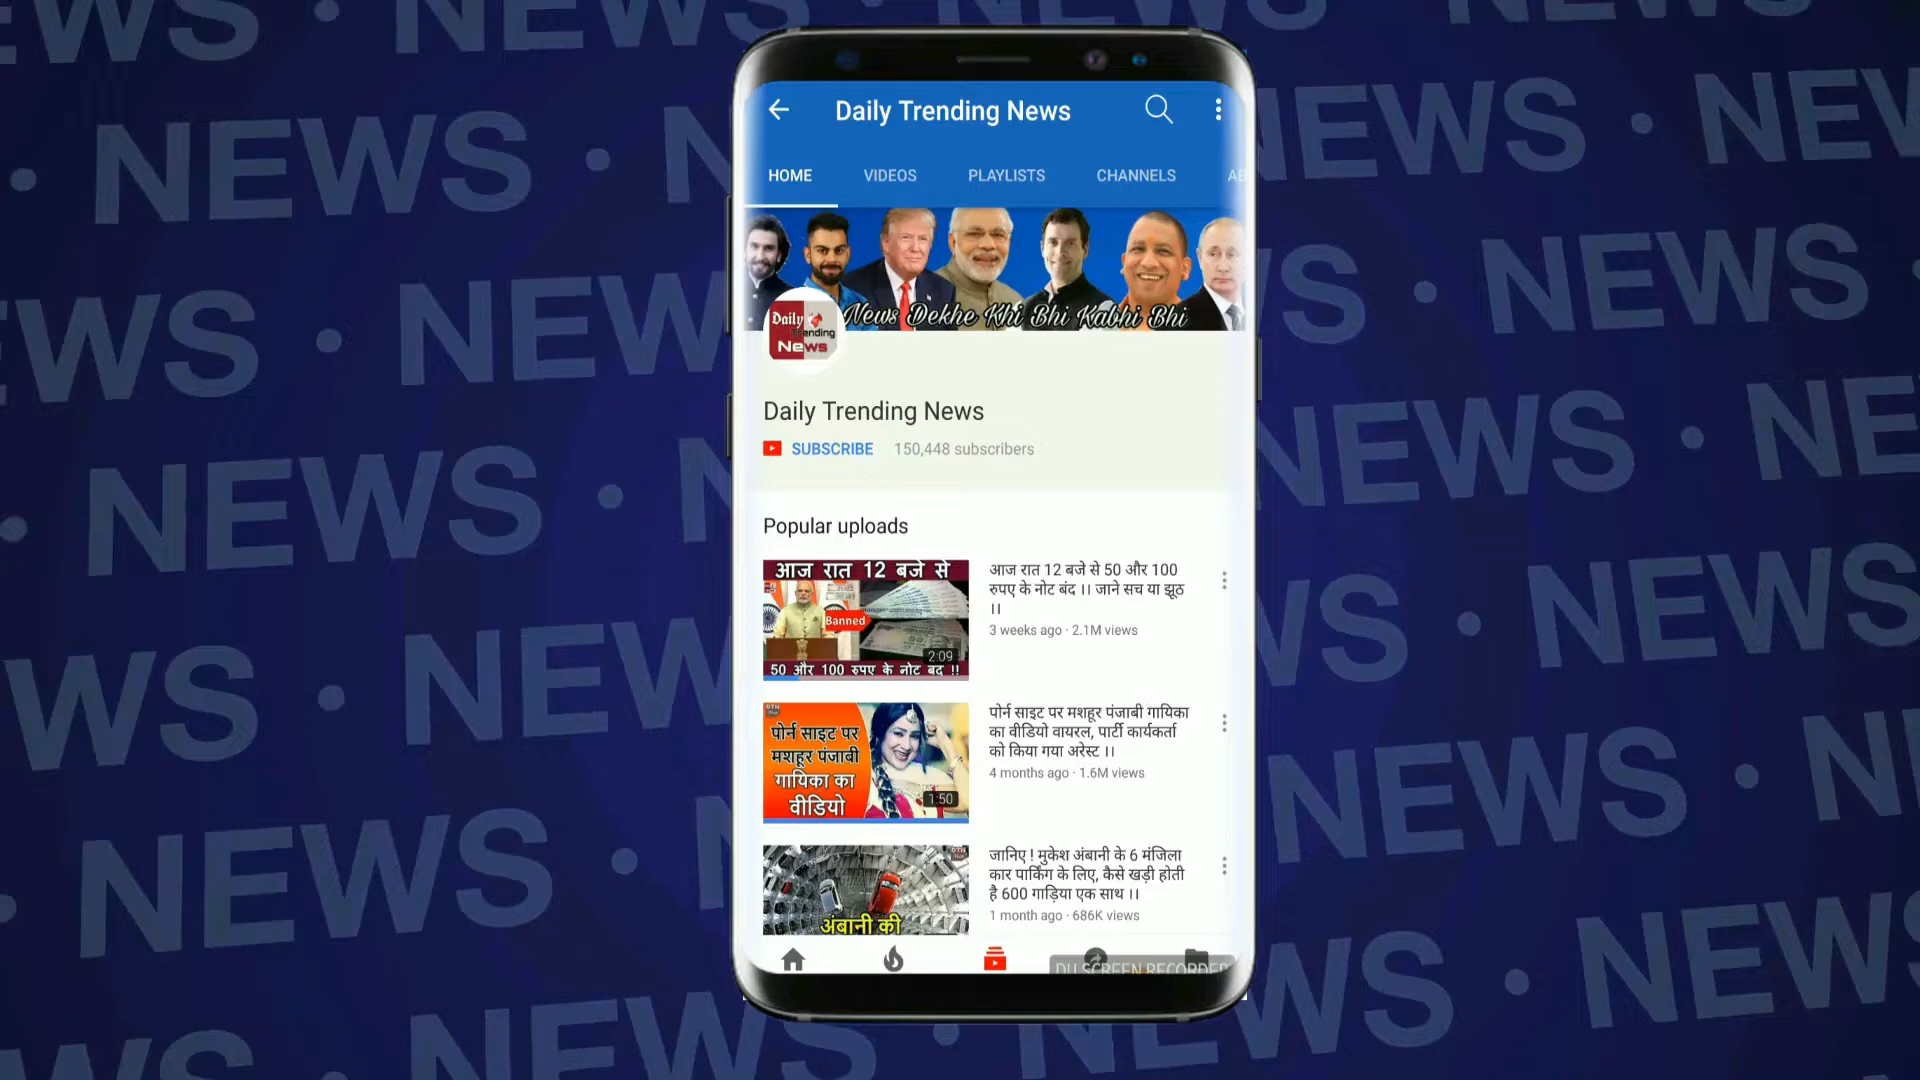 NEWS • NEWS
Daily Trending News
HOME VIDEOS PLAYLISTS CHANNELS
News Dekhe Khi Bhi Kabhi Bhi
Daily
Trending
News
Daily Trending News
SUBSCRIBE 150,448 subscribers
Popular uploads
आज रात 12 बजे से
Banned
2:09
50 और 100 रुपए के नोट बंद !!
आज रात 12 बजे से 50 और 100
रुपए के नोट बंद ।। जाने सच या झूठ
।।
3 weeks ago · 2.1M views
पोर्न साइट पर
मशहूर पंजाबी
गायिका का
वीडियो
1:50
पोर्न साइट पर मशहूर पंजाबी गायिका
का वीडियो वायरल, पार्टी कार्यकर्ता
को किया गया अरेस्ट ।।
4 months ago · 1.6M views
अंबानी की
जानिए ! मुकेश अंबानी के 6 मंजिला
कार पार्किंग के लिए, कैसे खड़ी होती
है 600 गाड़िया एक साथ ।।
1 month ago · 686K views
DU SCREEN RECORDER